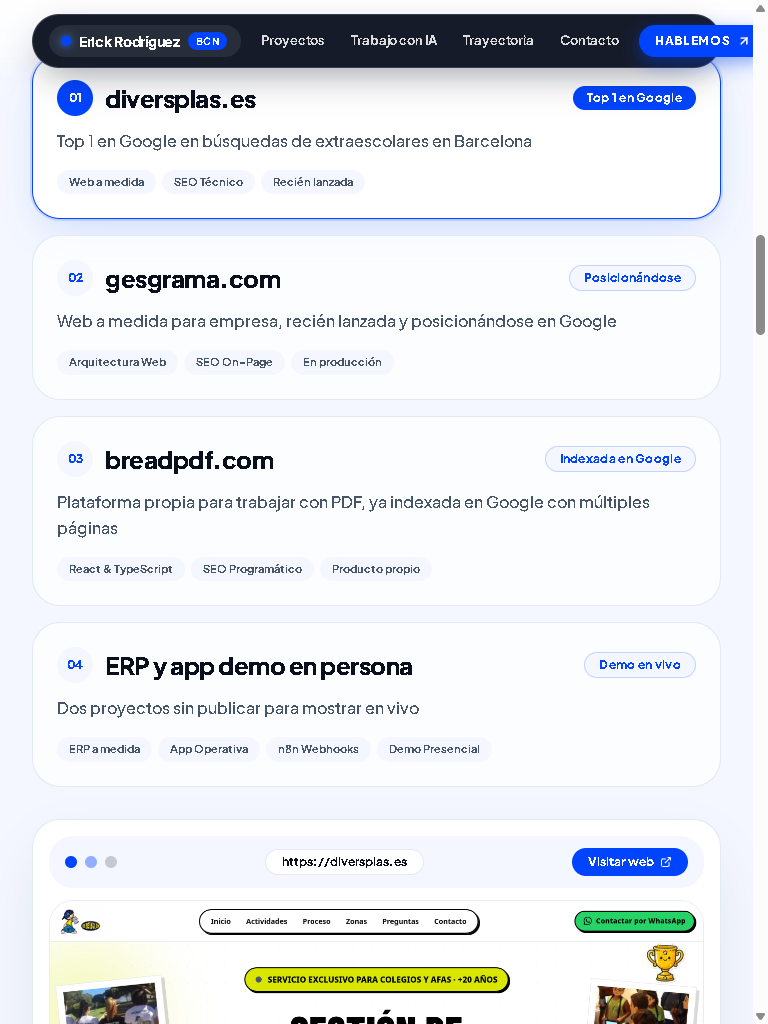 Erick Rodríguez BCN Proyectos Trabajo con IA Trayectoria Contacto HABLEMOS
01 diversplas.es Top 1 en Google
Top 1 en Google en búsquedas de extraescolares en Barcelona
Web a medida SEO Técnico Recién lanzada
02 gesgrama.com Posicionándose
Web a medida para empresa, recién lanzada y posicionándose en Google
Arquitectura Web SEO On-Page En producción
03 breadpdf.com Indexada en Google
Plataforma propia para trabajar con PDF, ya indexada en Google con múltiples
páginas
React & TypeScript SEO Programático Producto propio
04 ERP y app demo en persona Demo en vivo
Dos proyectos sin publicar para mostrar en vivo
ERP a medida App Operativa n8n Webhooks Demo Presencial
https://diversplas.es Visitar web
Inicio Actividades Proceso Zonas Preguntas Contacto Contactar por WhatsApp
SERVICIO EXCLUSIVO PARA COLEGIOS Y AFAS · +20 AÑOS
GESTIÓN DE